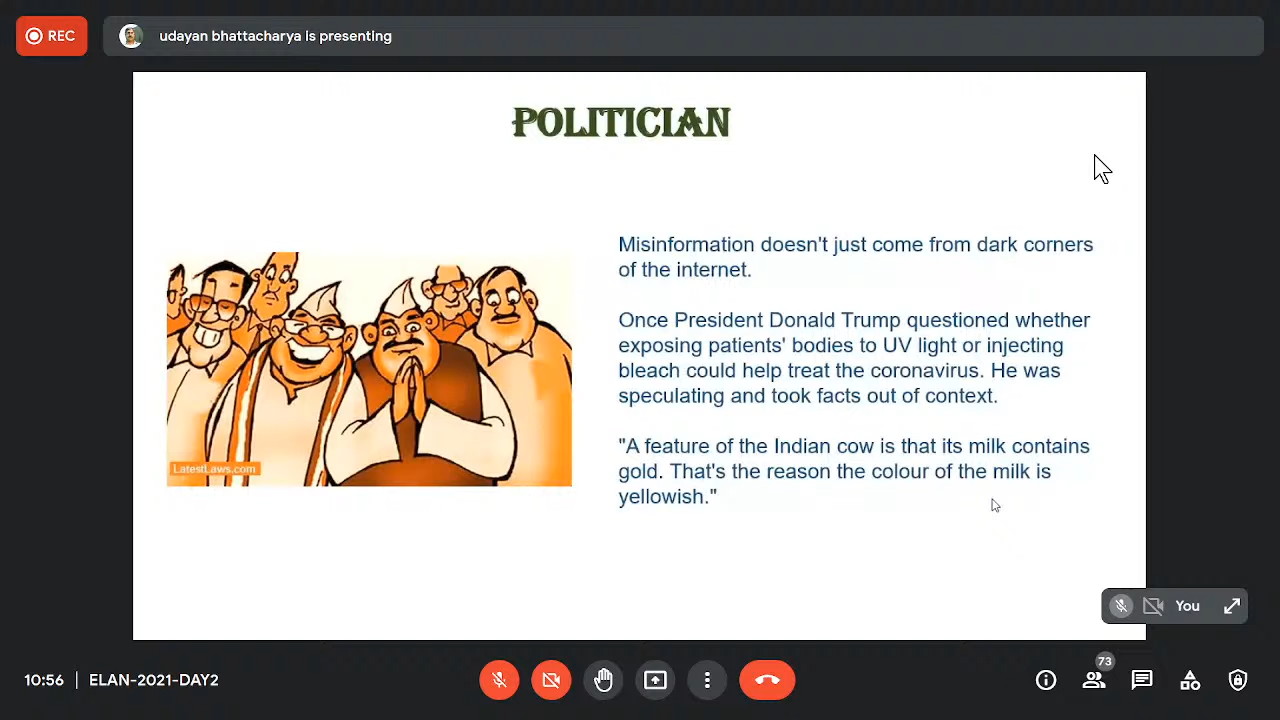 REC
udayan bhattacharya is presenting
POLITICIAN
Misinformation doesn't just come from dark corners
of the internet.
Once President Donald Trump questioned whether
exposing patients' bodies to UV light or injecting
bleach could help treat the coronavirus. He was
speculating and took facts out of context.
"A feature of the Indian cow is that its milk contains
gold. That's the reason the colour of the milk is
yellowish."
LatestLaws.com
You
10:56 | ELAN-2021-DAY2
73